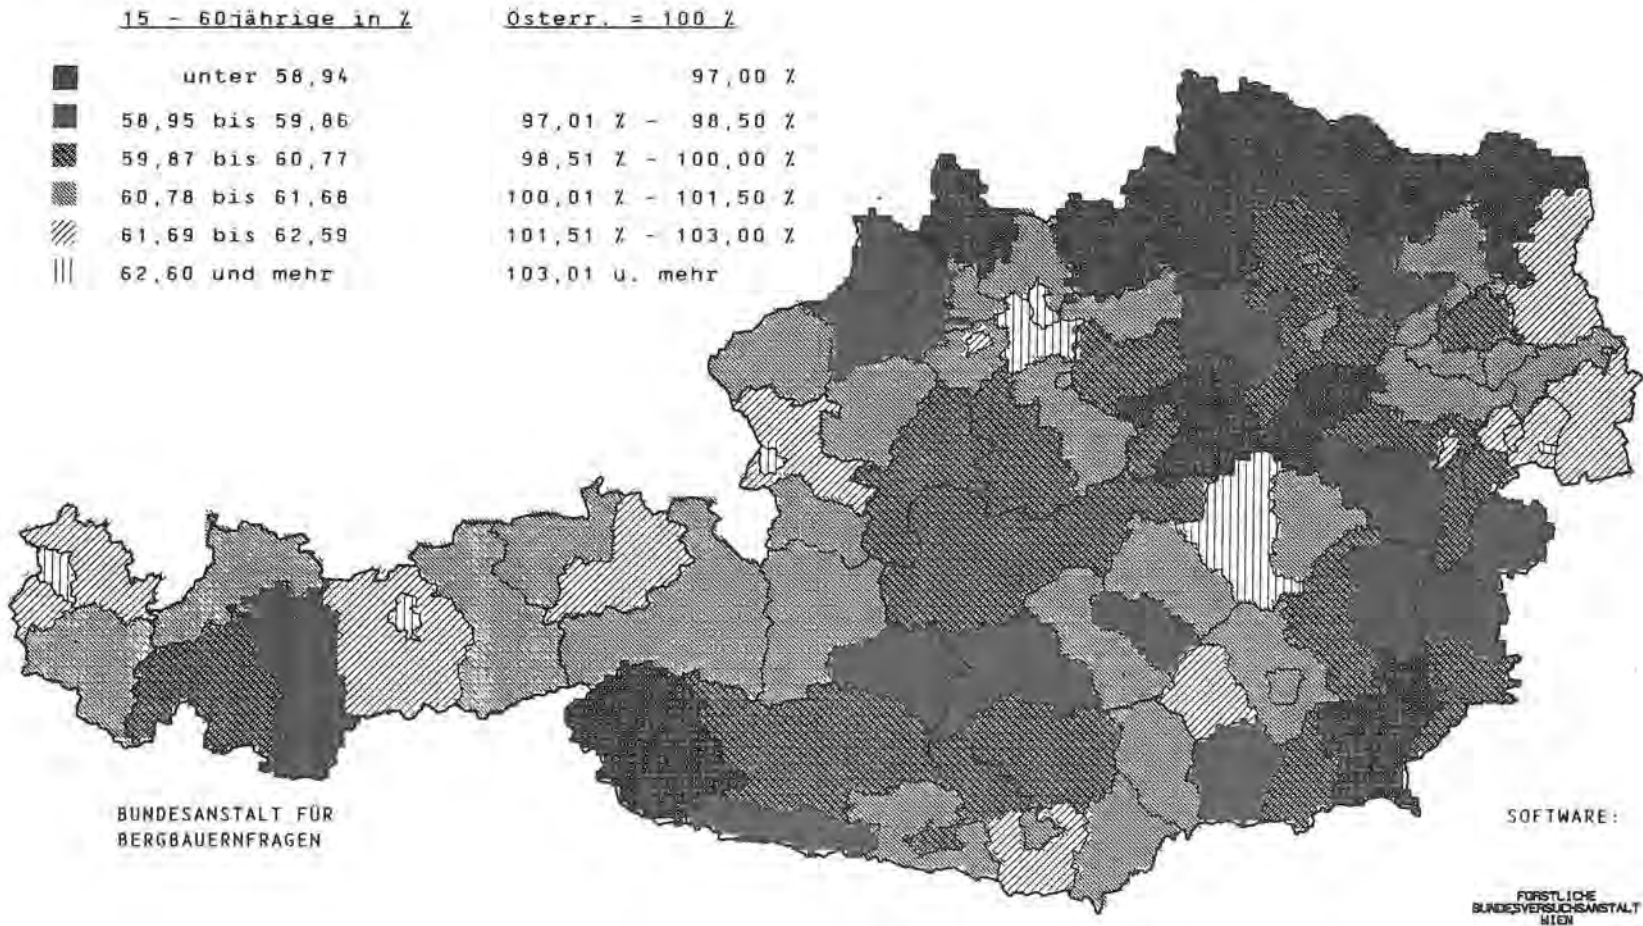 15 - 60jährige in % Österr. = 100 %
unter 58,94 97,00 %
58,95 bis 59,86 97,01 % - 98,50 %
59,87 bis 60,77 98,51 % - 100,00 %
60,78 bis 61,68 100,01 % - 101,50 %
61,69 bis 62,59 101,51 % - 103,00 %
62,60 und mehr 103,01 u. mehr
BUNDESANSTALT FÜR
BERGBAUERNFRAGEN
SOFTWARE:
FORSTLICHE
BUNDESVERSUCHSANSTALT
WIEN